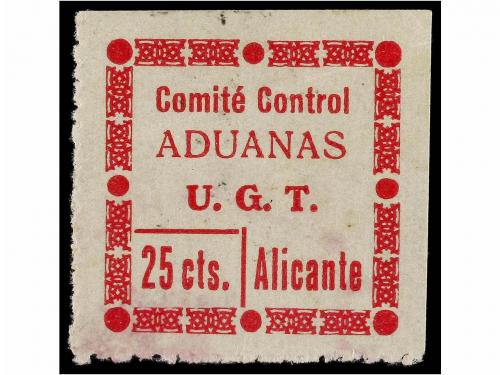 Comité Control
ADUANAS
U. G. T.
25 cts. Alicante